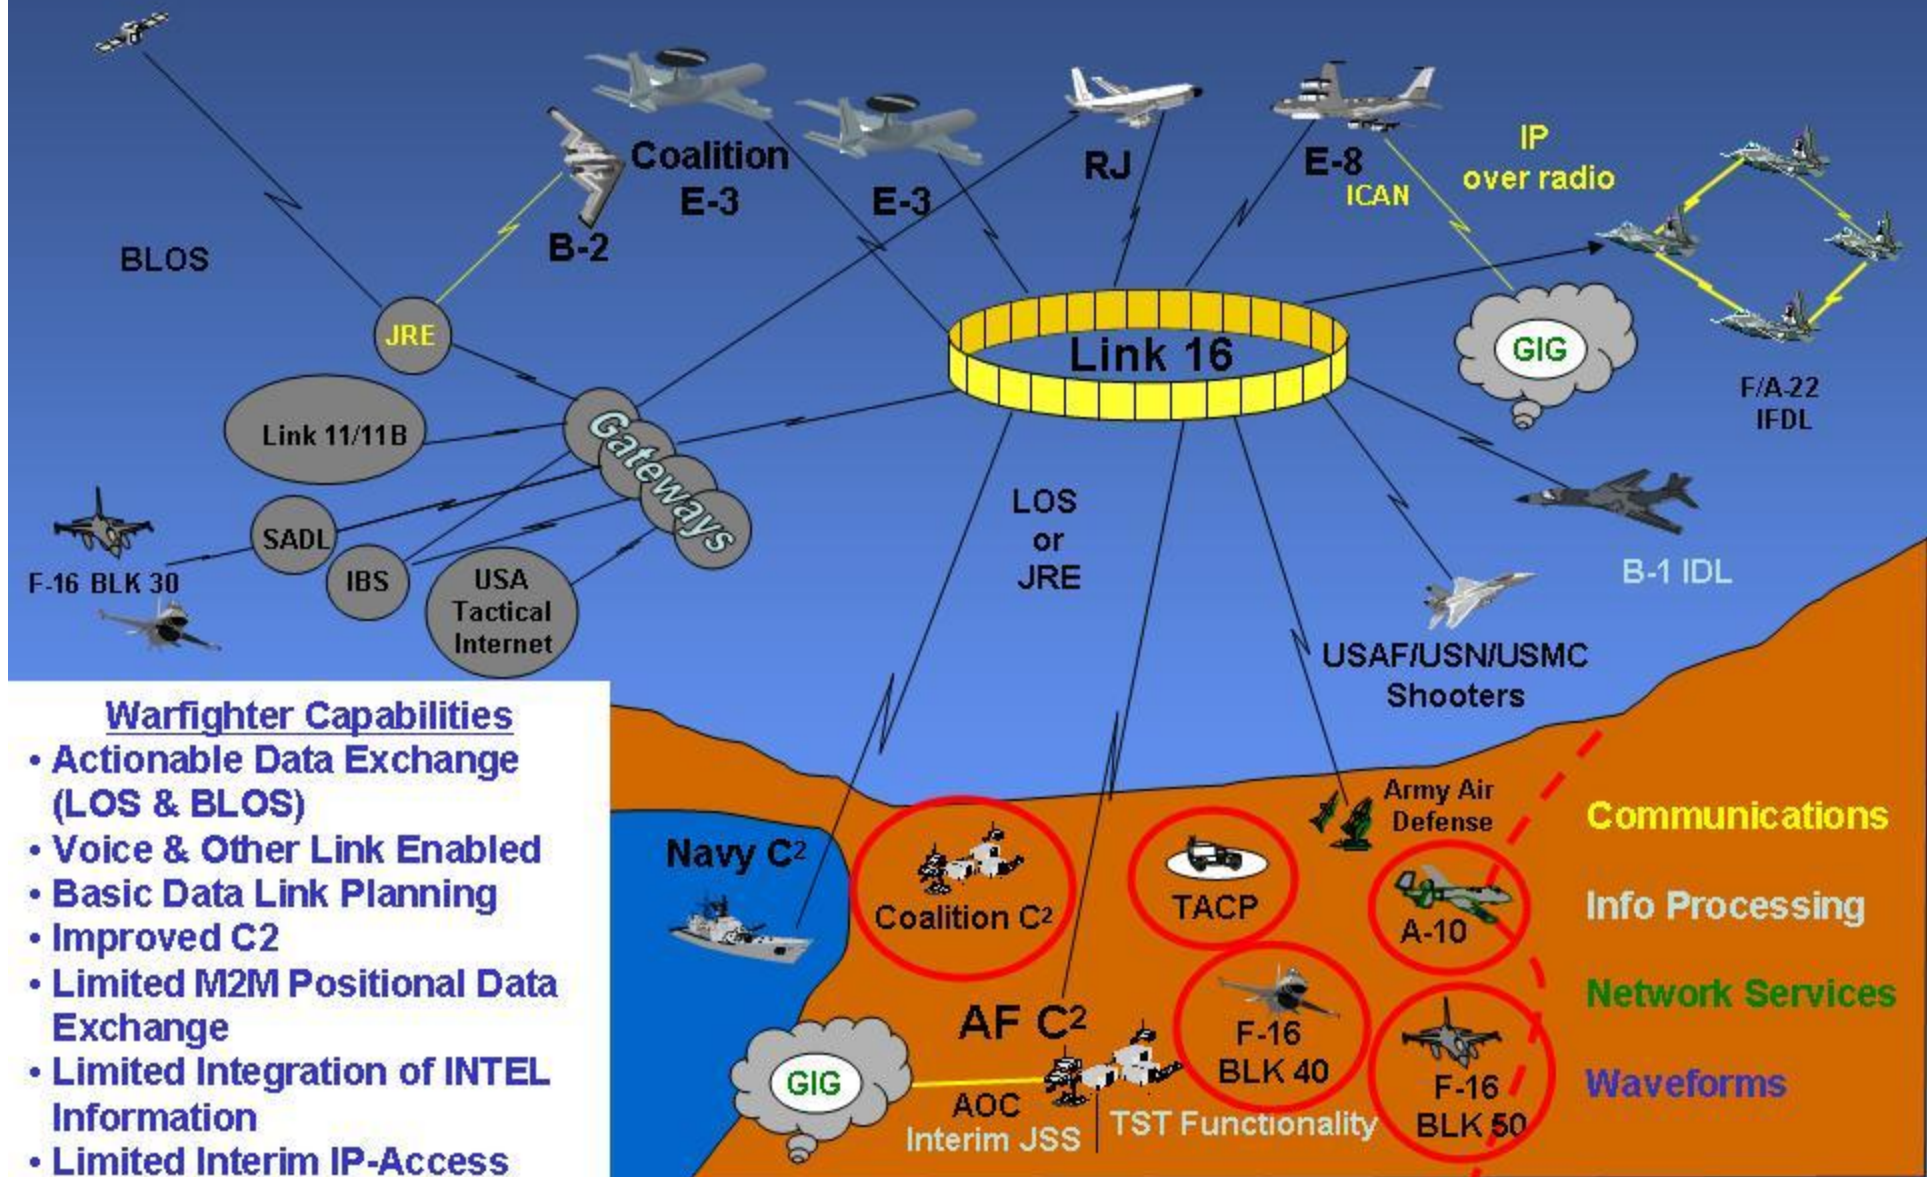 Coalition
E-3
E-3
B-2
RJ
E-8
ICAN
IP
over radio
BLOS
JRE
Link 16
GIG
F/A-22
IFDL
Link 11/11B
Gateways
SADL
IBS
USA
Tactical
Internet
F-16 BLK 30
LOS
or
JRE
B-1 IDL
USAF/USN/USMC
Shooters
Warfighter Capabilities
• Actionable Data Exchange
(LOS & BLOS)
• Voice & Other Link Enabled
• Basic Data Link Planning
• Improved C2
• Limited M2M Positional Data
Exchange
• Limited Integration of INTEL
Information
• Limited Interim IP-Access
Navy C²
Coalition C²
TACP
Army Air
Defense
A-10
AF C²
F-16
BLK 40
F-16
BLK 50
GIG
AOC
Interim JSS
TST Functionality
Communications
Info Processing
Network Services
Waveforms